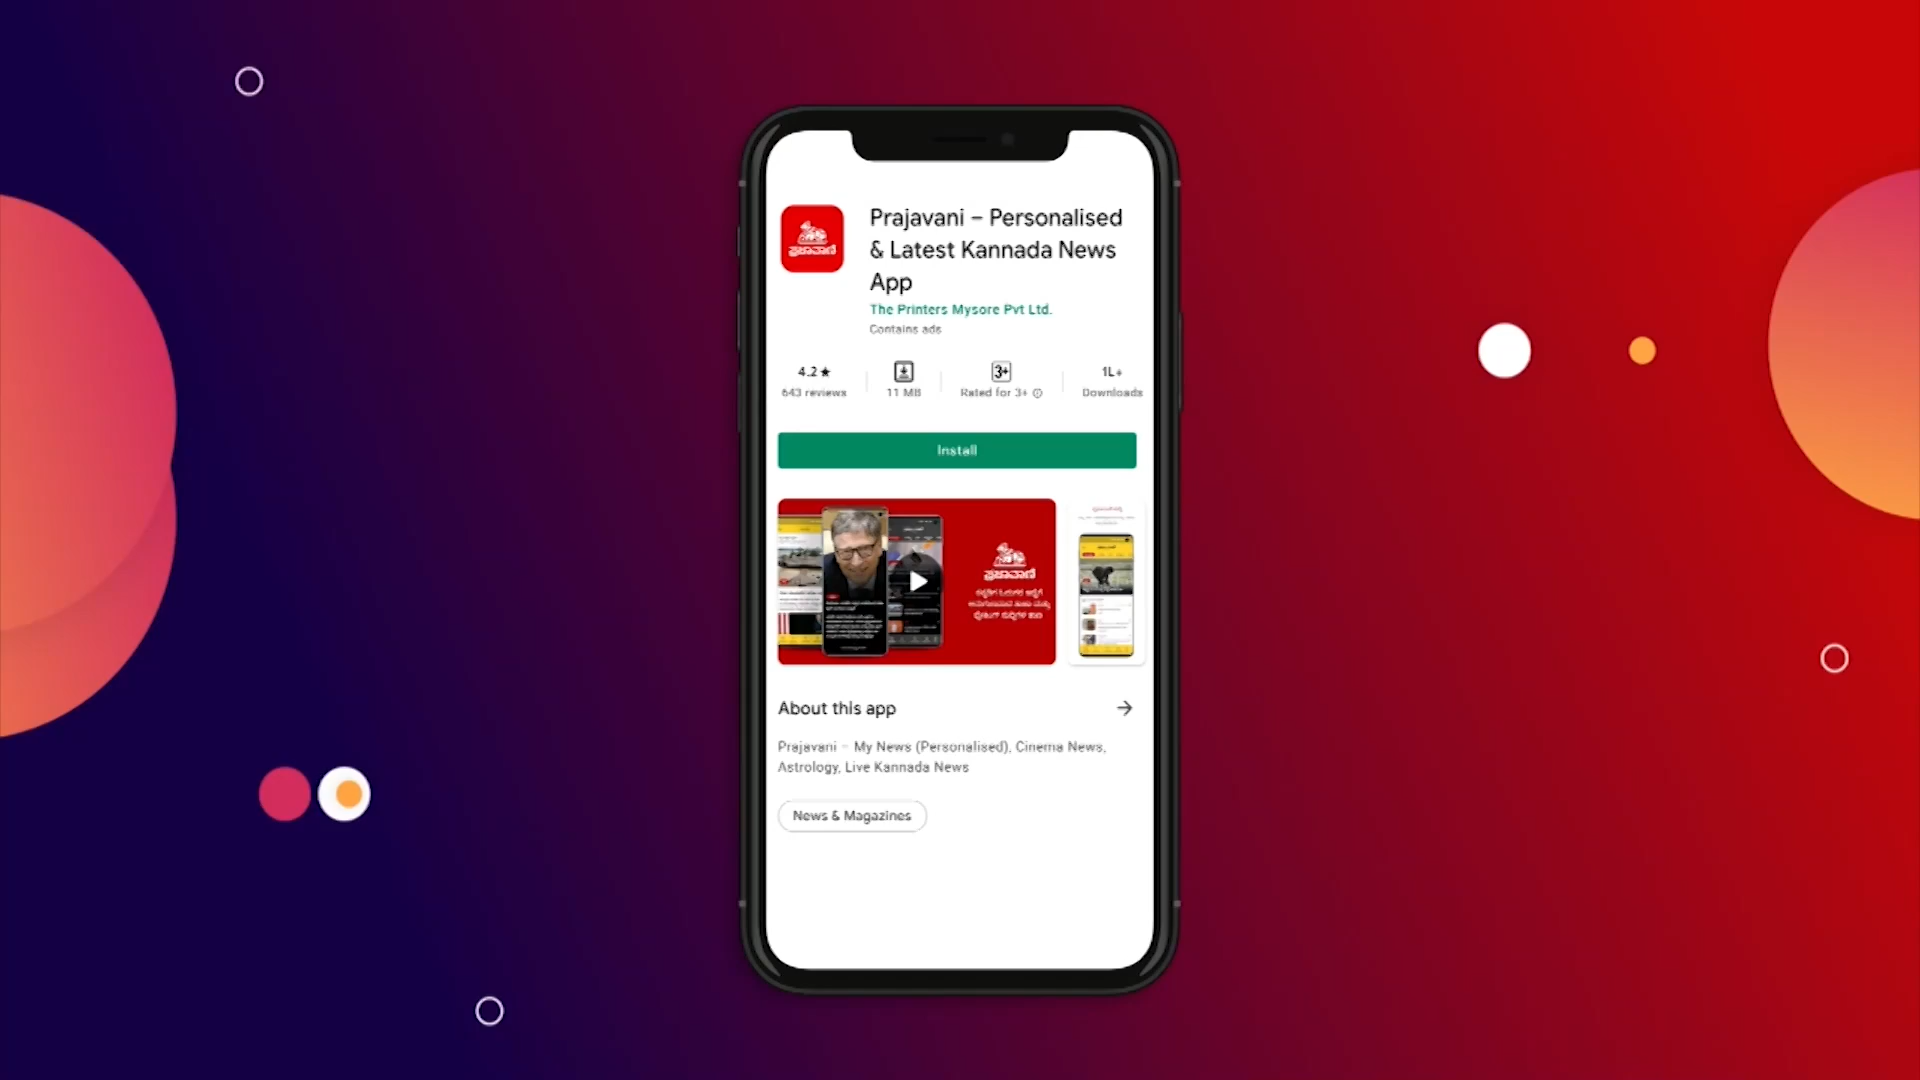 Prajavani – Personalised
& Latest Kannada News
App
The Printers Mysore Pvt Ltd.
Contains ads
ಪ್ರಜಾವಾಣಿ
4.2★
643 reviews
11 MB
3+
Rated for 3+
1L+
Downloads
Install
ಪ್ರಜಾವಾಣಿ
About this app
Prajavani – My News (Personalised), Cinema News,
Astrology, Live Kannada News
News & Magazines